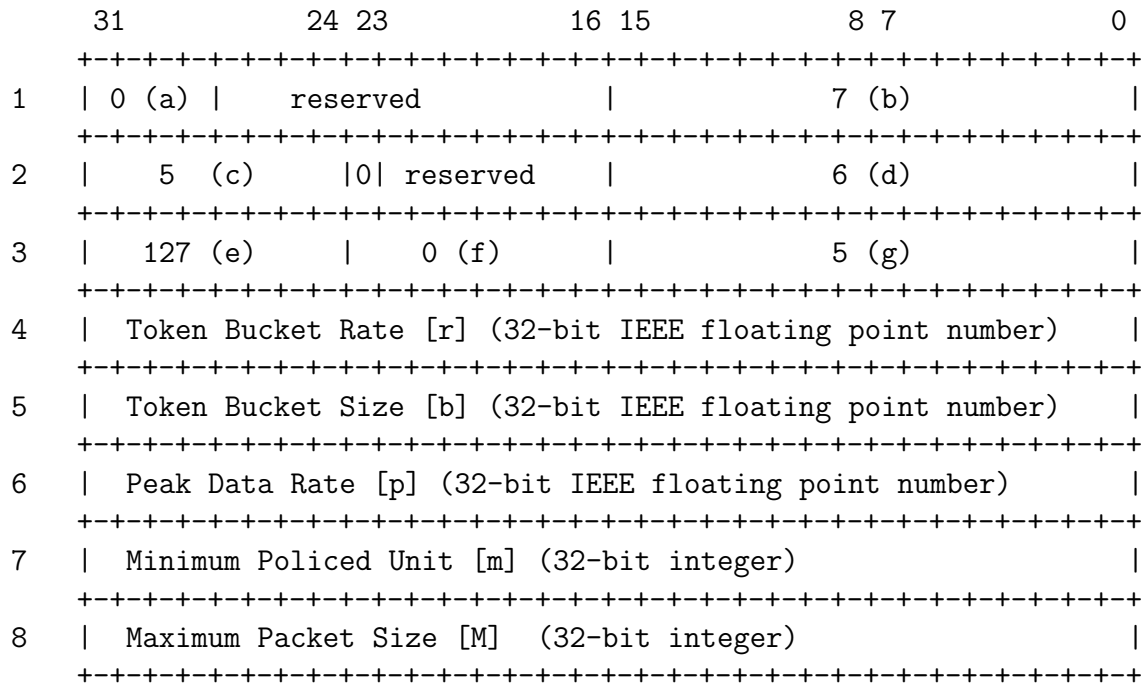 31 24 23 16 15 8 7 0
+-+-+-+-+-+-+-+-+-+-+-+-+-+-+-+-+-+-+-+-+-+-+-+-+-+-+-+-+-+-+-+-+
1 | 0 (a) | reserved | 7 (b) |
+-+-+-+-+-+-+-+-+-+-+-+-+-+-+-+-+-+-+-+-+-+-+-+-+-+-+-+-+-+-+-+-+
2 | 5 (c) |0| reserved | 6 (d) |
+-+-+-+-+-+-+-+-+-+-+-+-+-+-+-+-+-+-+-+-+-+-+-+-+-+-+-+-+-+-+-+-+
3 | 127 (e) | 0 (f) | 5 (g) |
+-+-+-+-+-+-+-+-+-+-+-+-+-+-+-+-+-+-+-+-+-+-+-+-+-+-+-+-+-+-+-+-+
4 | Token Bucket Rate [r] (32-bit IEEE floating point number) |
+-+-+-+-+-+-+-+-+-+-+-+-+-+-+-+-+-+-+-+-+-+-+-+-+-+-+-+-+-+-+-+-+
5 | Token Bucket Size [b] (32-bit IEEE floating point number) |
+-+-+-+-+-+-+-+-+-+-+-+-+-+-+-+-+-+-+-+-+-+-+-+-+-+-+-+-+-+-+-+-+
6 | Peak Data Rate [p] (32-bit IEEE floating point number) |
+-+-+-+-+-+-+-+-+-+-+-+-+-+-+-+-+-+-+-+-+-+-+-+-+-+-+-+-+-+-+-+-+
7 | Minimum Policed Unit [m] (32-bit integer) |
+-+-+-+-+-+-+-+-+-+-+-+-+-+-+-+-+-+-+-+-+-+-+-+-+-+-+-+-+-+-+-+-+
8 | Maximum Packet Size [M] (32-bit integer) |
+-+-+-+-+-+-+-+-+-+-+-+-+-+-+-+-+-+-+-+-+-+-+-+-+-+-+-+-+-+-+-+-+